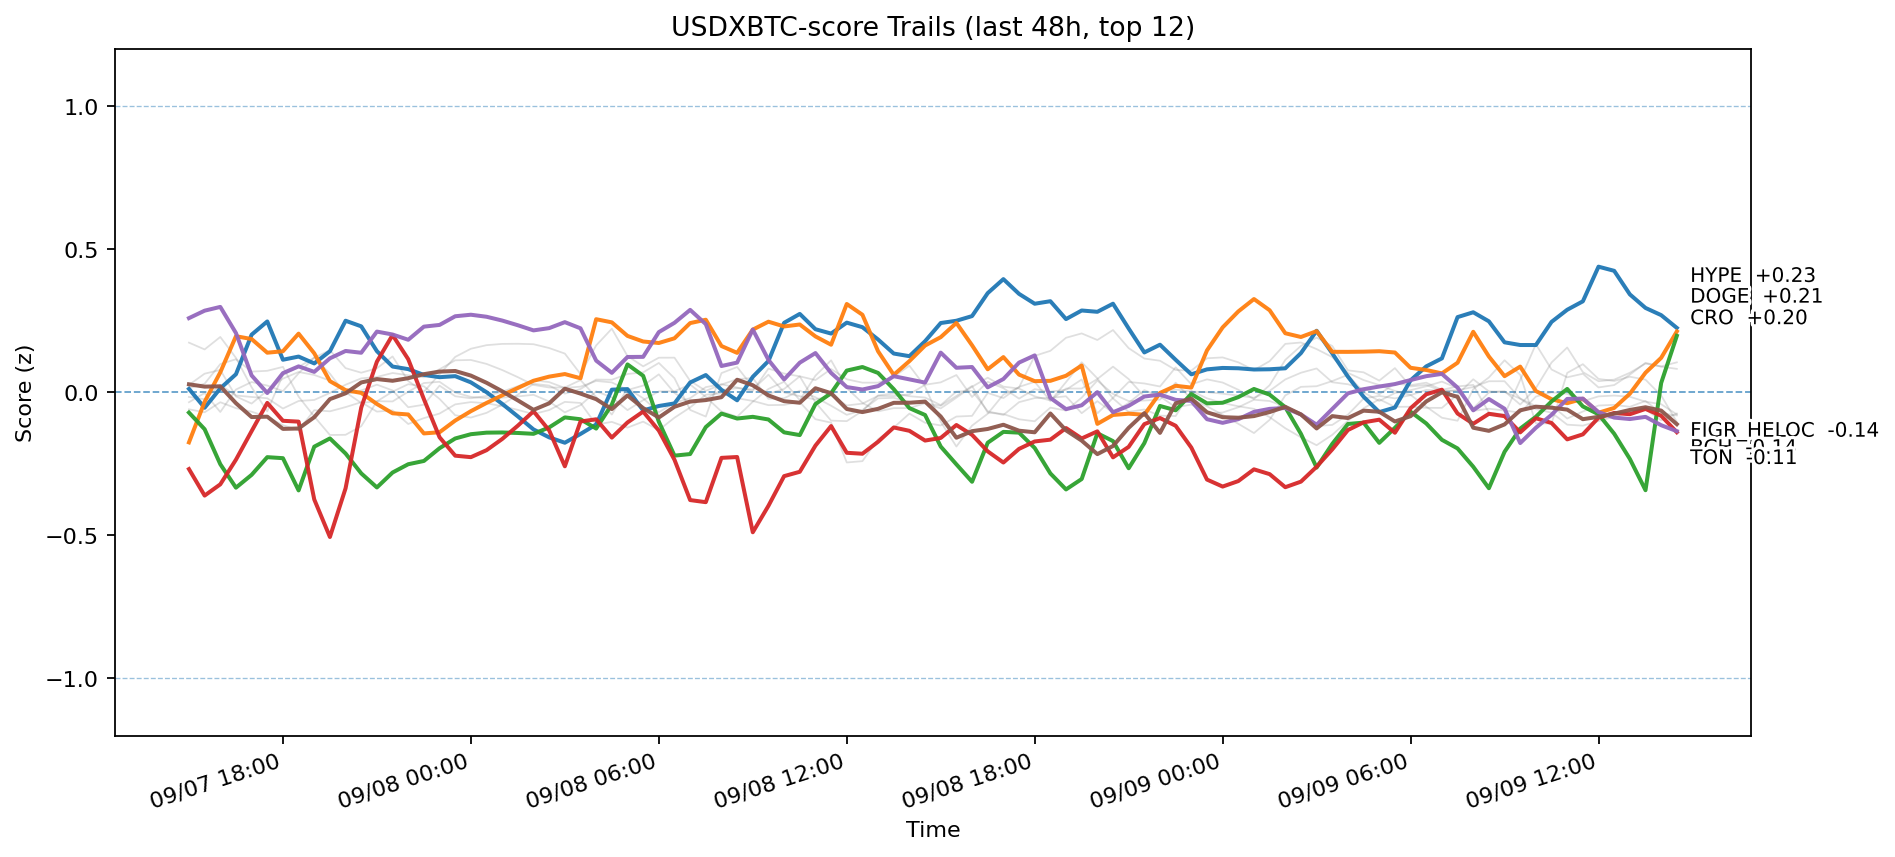 USDXBTC-score Trails (last 48h, top 12)
Score (z)
1.0
0.5
0.0
−0.5
−1.0
HYPE +0.23
DOGE +0.21
CRO +0.20
FIGR_HELOC -0.14
BCH -0.14
TON -0.11
09/07 18:00
09/08 00:00
09/08 06:00
09/08 12:00
09/08 18:00
09/09 00:00
09/09 06:00
09/09 12:00
Time